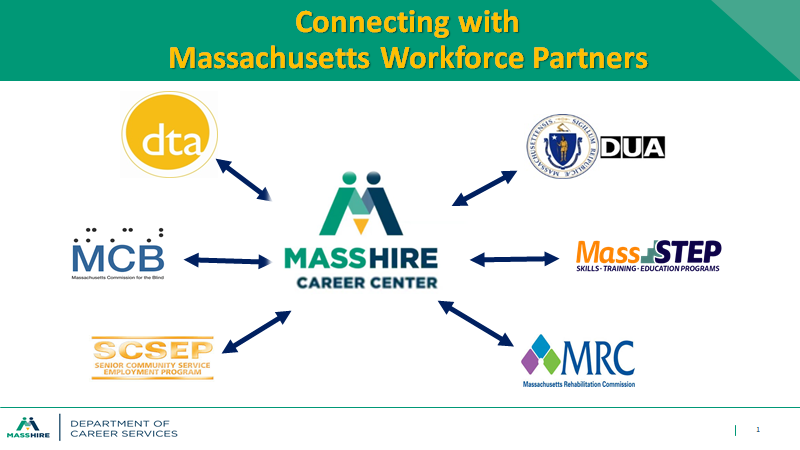 Connecting with
Massachusetts Workforce Partners
dta
DUA
MASSHIRE
CAREER CENTER
MCB
Massachusetts Commission for the Blind
MassSTEP
SKILLS·TRAINING·EDUCATION PROGRAMS
SCSEP
SENIOR COMMUNITY SERVICE
EMPLOYMENT PROGRAM
MRC
Massachusetts Rehabilitation Commission
MASSHIRE
DEPARTMENT OF
CAREER SERVICES
1